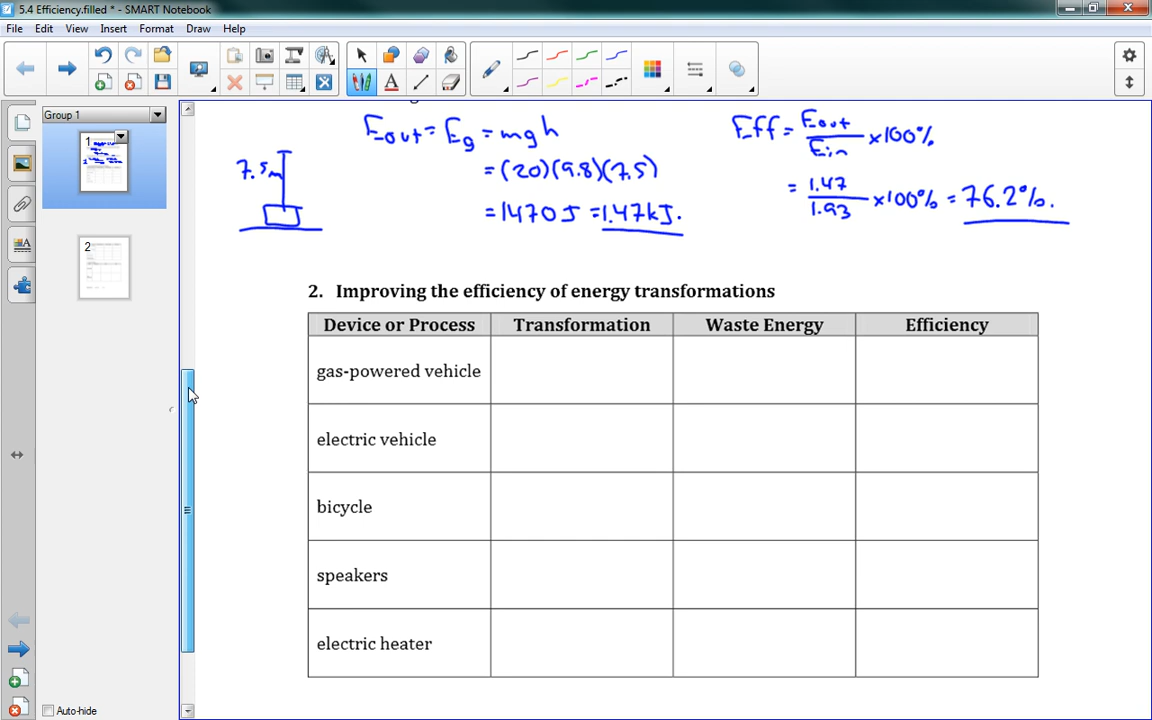 5.4 Efficiency.filled * - SMART Notebook
File Edit View Insert Format Draw Help
Group 1
1
2
Eout = Eg = mgh
= (20)(9.8)(7.5)
= 1470 J = 1.47kJ.
7.5m
Eff = Eout/Ein ×100%
= 1.47/1.93 ×100% = 76.2%.
2. Improving the efficiency of energy transformations
Device or Process Transformation Waste Energy Efficiency
gas-powered vehicle
electric vehicle
bicycle
speakers
electric heater
Auto-hide